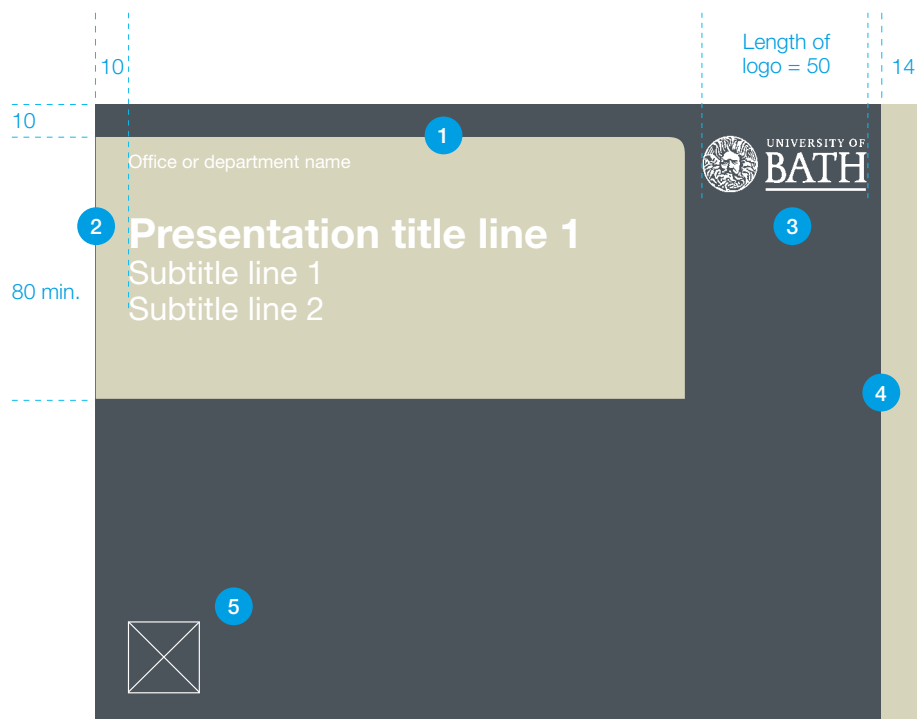 Length of
logo = 50
10
14
10
1
Office or department name
UNIVERSITY OF
BATH
2
Presentation title line 1
3
Subtitle line 1
80 min.
Subtitle line 2
4
5